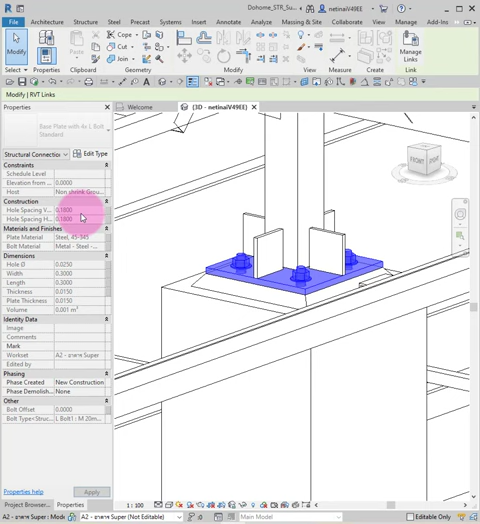 Dohome_STR_Su...
netinaiV49EE
File Architecture Structure Steel Precast Systems Insert Annotate Analyze Massing & Site Collaborate View Manage Add-Ins
Modify
Paste
Cope
Cut
Join
Manage
Links
Select Properties Clipboard Geometry Modify View Measure Create Link
Modify | RVT Links
Properties
Welcome
(3D - netinaiV49EE)
Base Plate with 4x L Bolt
Standard
Structural Connection
Edit Type
Constraints
Schedule Level
Elevation from ... 0.0000
Host Non shrink Grou...
Construction
Hole Spacing V... 0.1800
Hole Spacing H... 0.1800
Materials and Finishes
Plate Material Steel, 45-345
Bolt Material Metal - Steel -...
Dimensions
Hole Ø 0.0250
Width 0.3000
Length 0.3000
Thickness 0.0150
Plate Thickness 0.0150
Volume 0.001 m³
Identity Data
Image
Comments
Mark
Workset A2 - อาคาร Super
Edited by
Phasing
Phase Created New Construction
Phase Demolish... None
Other
Bolt Offset 0.0000
Bolt Type<Struc... L Bolt1 : M 20m...
FRONT
Properties help
Apply
Project Browser...
Properties
1 : 100
A2 - อาคาร Super : Mode
A2 - อาคาร Super (Not Editable)
:0
Main Model
Editable Only